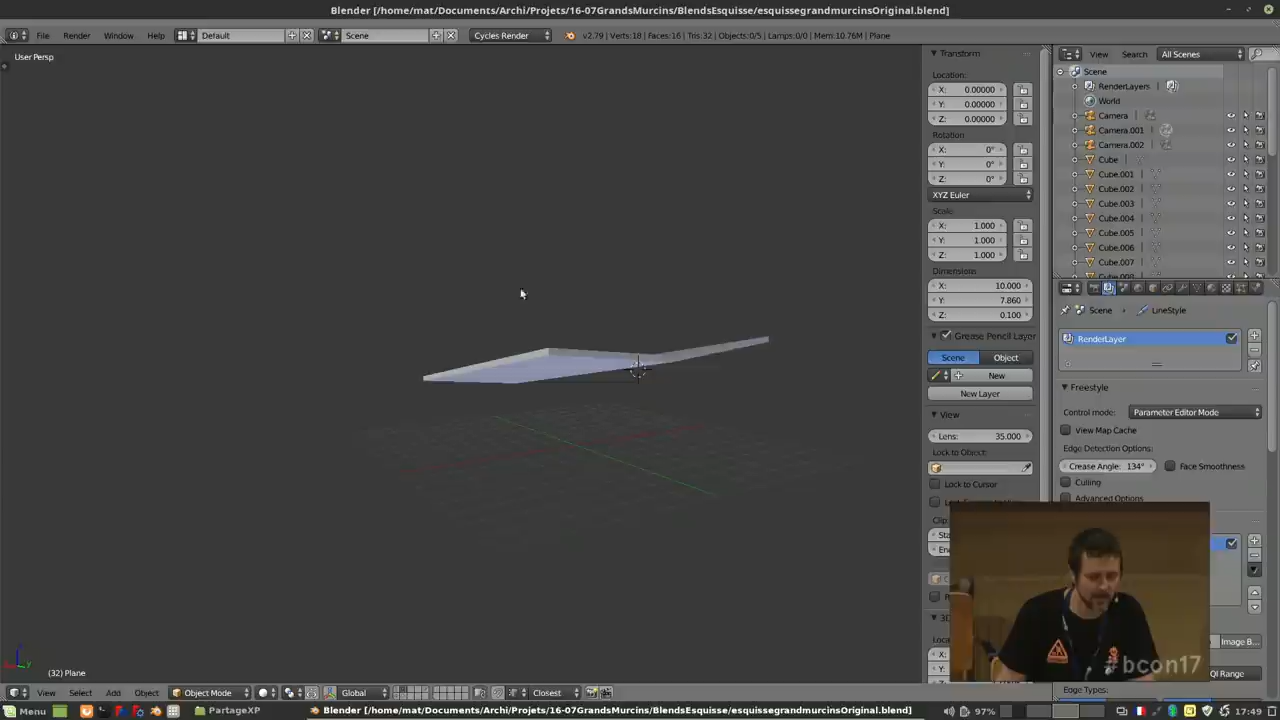 Blender [/home/mat/Documents/Archi/Projets/16-07GrandsMurcins/BlendsEsquisse/esquissegrandmurcinsOriginal.blend]
File Render Window Help Default Scene Cycles Render v2.79 | Verts:18 | Faces:16 | Tris:32 | Objects:0/5 | Lamps:0/0 | Mem:10.76M | Plane
User Persp
Transform
Location:
X: 0.00000
Y: 0.00000
Z: 0.00000
Rotation
X: 0°
Y: 0°
Z: 0°
XYZ Euler
Scale
X: 1.000
Y: 1.000
Z: 1.000
Dimensions
X: 10.000
Y: 7.860
Z: 0.100
Grease Pencil Layer
Scene Object
New
New Layer
View
Lens: 35.000
Lock to Object:
Lock to Cursor
Clip
Sta
En
3D
Loca
X:
Y:
View Search All Scenes
Scene
RenderLayers |
World
Camera |
Camera.001 |
Camera.002 |
Cube |
Cube.001
Cube.002
Cube.003
Cube.004
Cube.005
Cube.006
Cube.007
Scene LineStyle
RenderLayer
Freestyle
Control mode: Parameter Editor Mode
View Map Cache
Edge Detection Options:
Crease Angle: 134° Face Smoothness
Culling
Advanced Options
Image B...
QI Range
Edge Types:
#bcon17
(32) Plane
View Select Add Object Object Mode Global Closest
Menu PartageXP Blender [/home/mat/Documents/Archi/Projets/16-07GrandsMurcins/BlendsEsquisse/esquissegrandmurcinsOriginal.blend] 97% 17:49